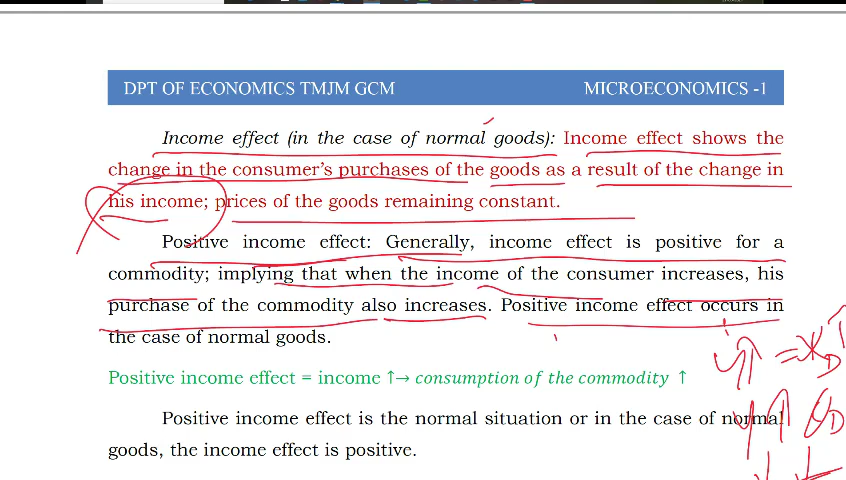 DPT OF ECONOMICS TMJM GCM MICROECONOMICS -1
Income effect (in the case of normal goods): Income effect shows the
change in the consumer's purchases of the goods as a result of the change in
his income; prices of the goods remaining constant.
Positive income effect: Generally, income effect is positive for a
commodity; implying that when the income of the consumer increases, his
purchase of the commodity also increases. Positive income effect occurs in
the case of normal goods.
Positive income effect = income ↑→ consumption of the commodity ↑
Positive income effect is the normal situation or in the case of normal
goods, the income effect is positive.